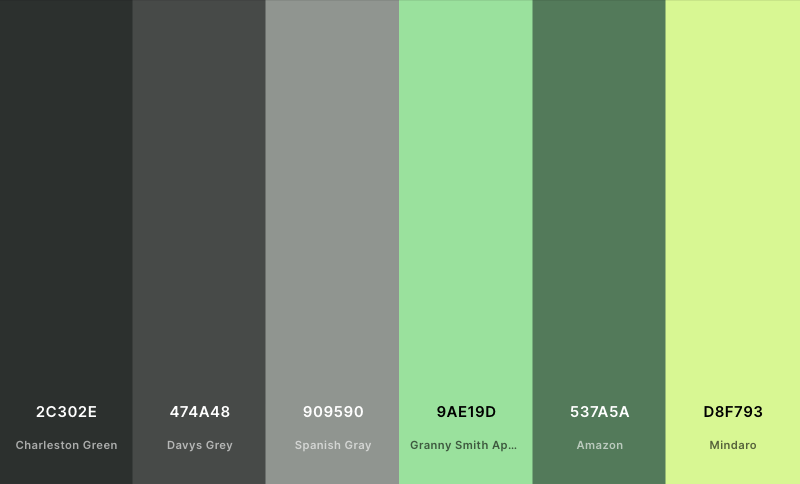 2C302E
Charleston Green
474A48
Davys Grey
909590
Spanish Gray
9AE19D
Granny Smith Ap...
537A5A
Amazon
D8F793
Mindaro